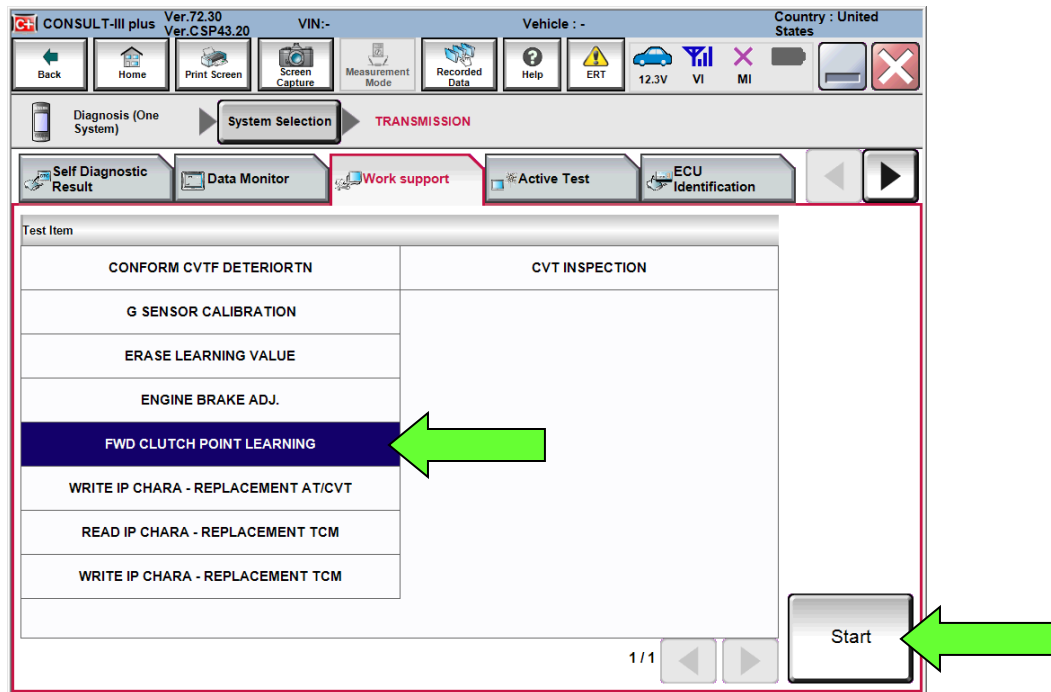 C+ CONSULT-III plus Ver.72.30 VIN:- Vehicle : - Country : United
Ver.CSP43.20 States
Back Home Print Screen Screen Capture Measurement Mode Recorded Data Help ERT 12.3V VI MI
Diagnosis (One
System) System Selection TRANSMISSION
Self Diagnostic
Result
Data Monitor
Work support
Active Test
ECU
Identification
Test Item
CONFORM CVTF DETERIORTN CVT INSPECTION
G SENSOR CALIBRATION
ERASE LEARNING VALUE
ENGINE BRAKE ADJ.
FWD CLUTCH POINT LEARNING
WRITE IP CHARA - REPLACEMENT AT/CVT
READ IP CHARA - REPLACEMENT TCM
WRITE IP CHARA - REPLACEMENT TCM
Start
1 / 1